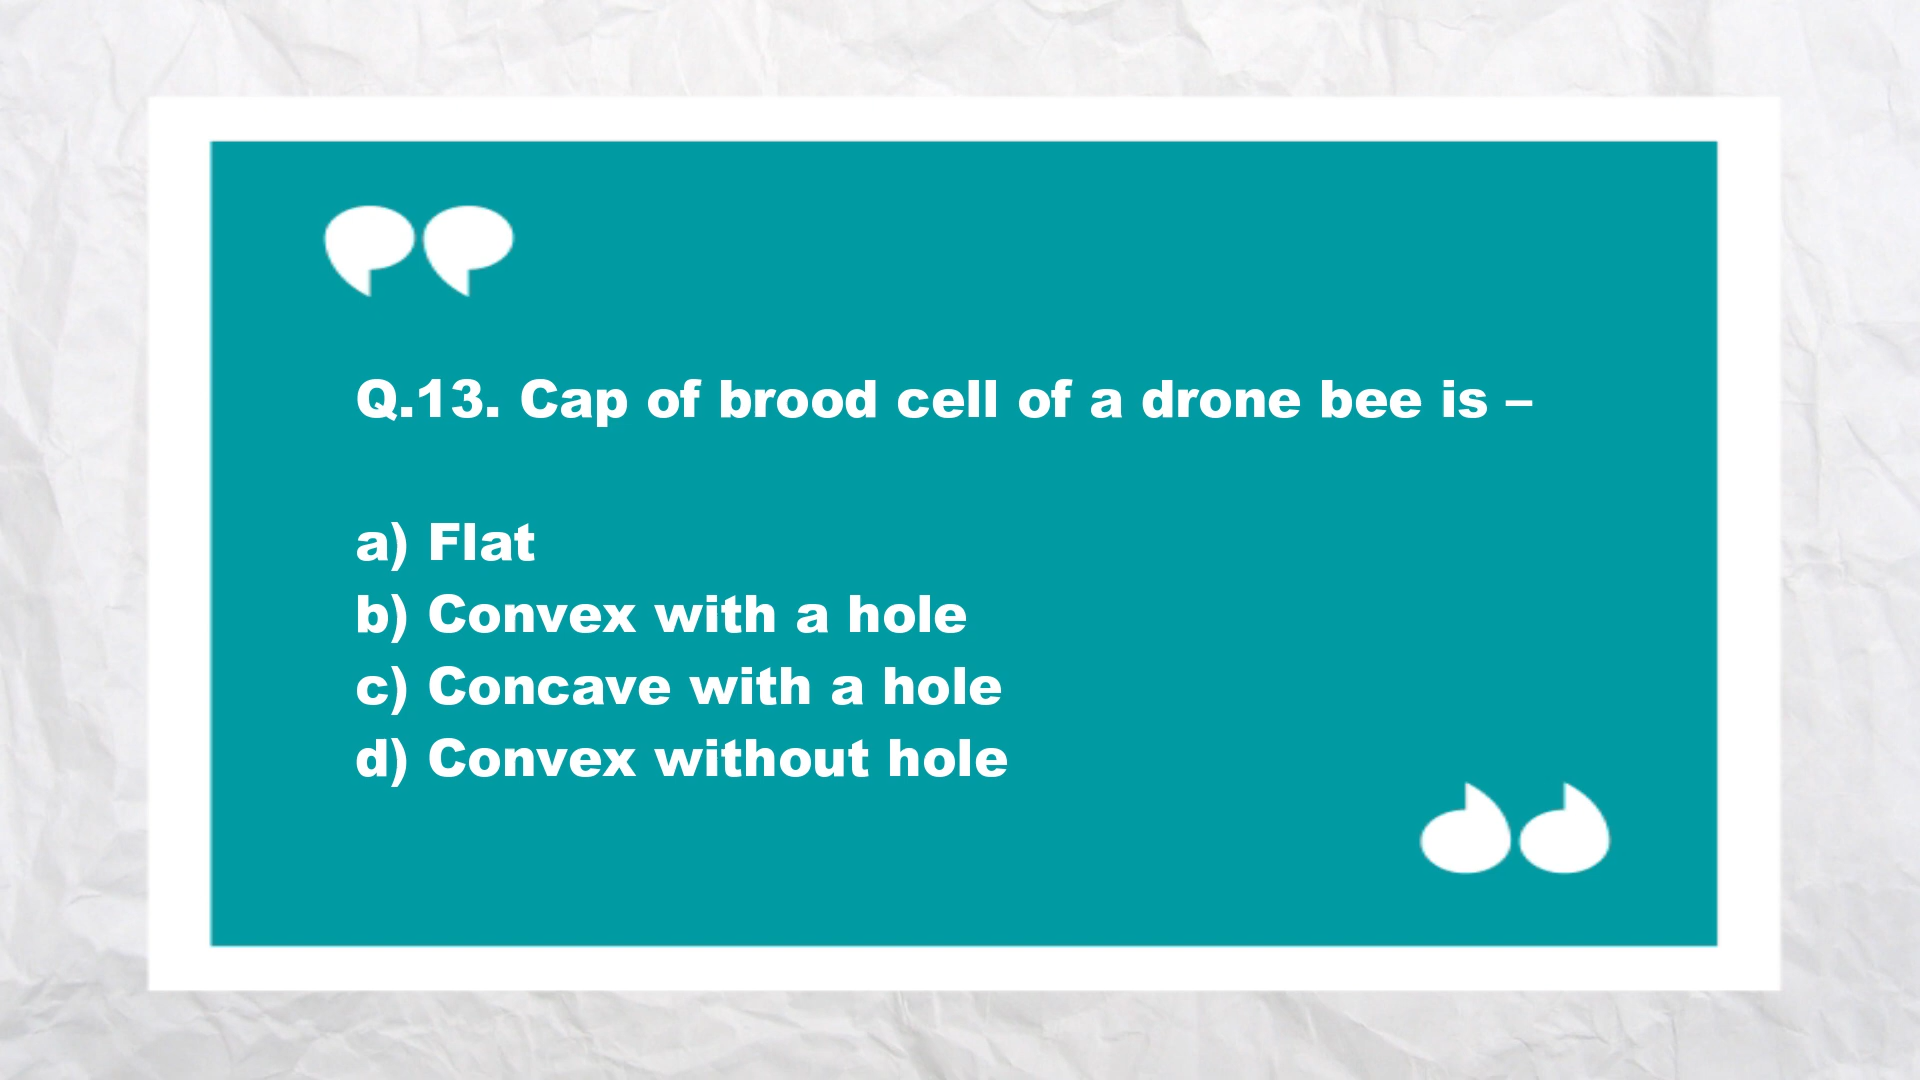 Q.13. Cap of brood cell of a drone bee is –
a) Flat
b) Convex with a hole
c) Concave with a hole
d) Convex without hole